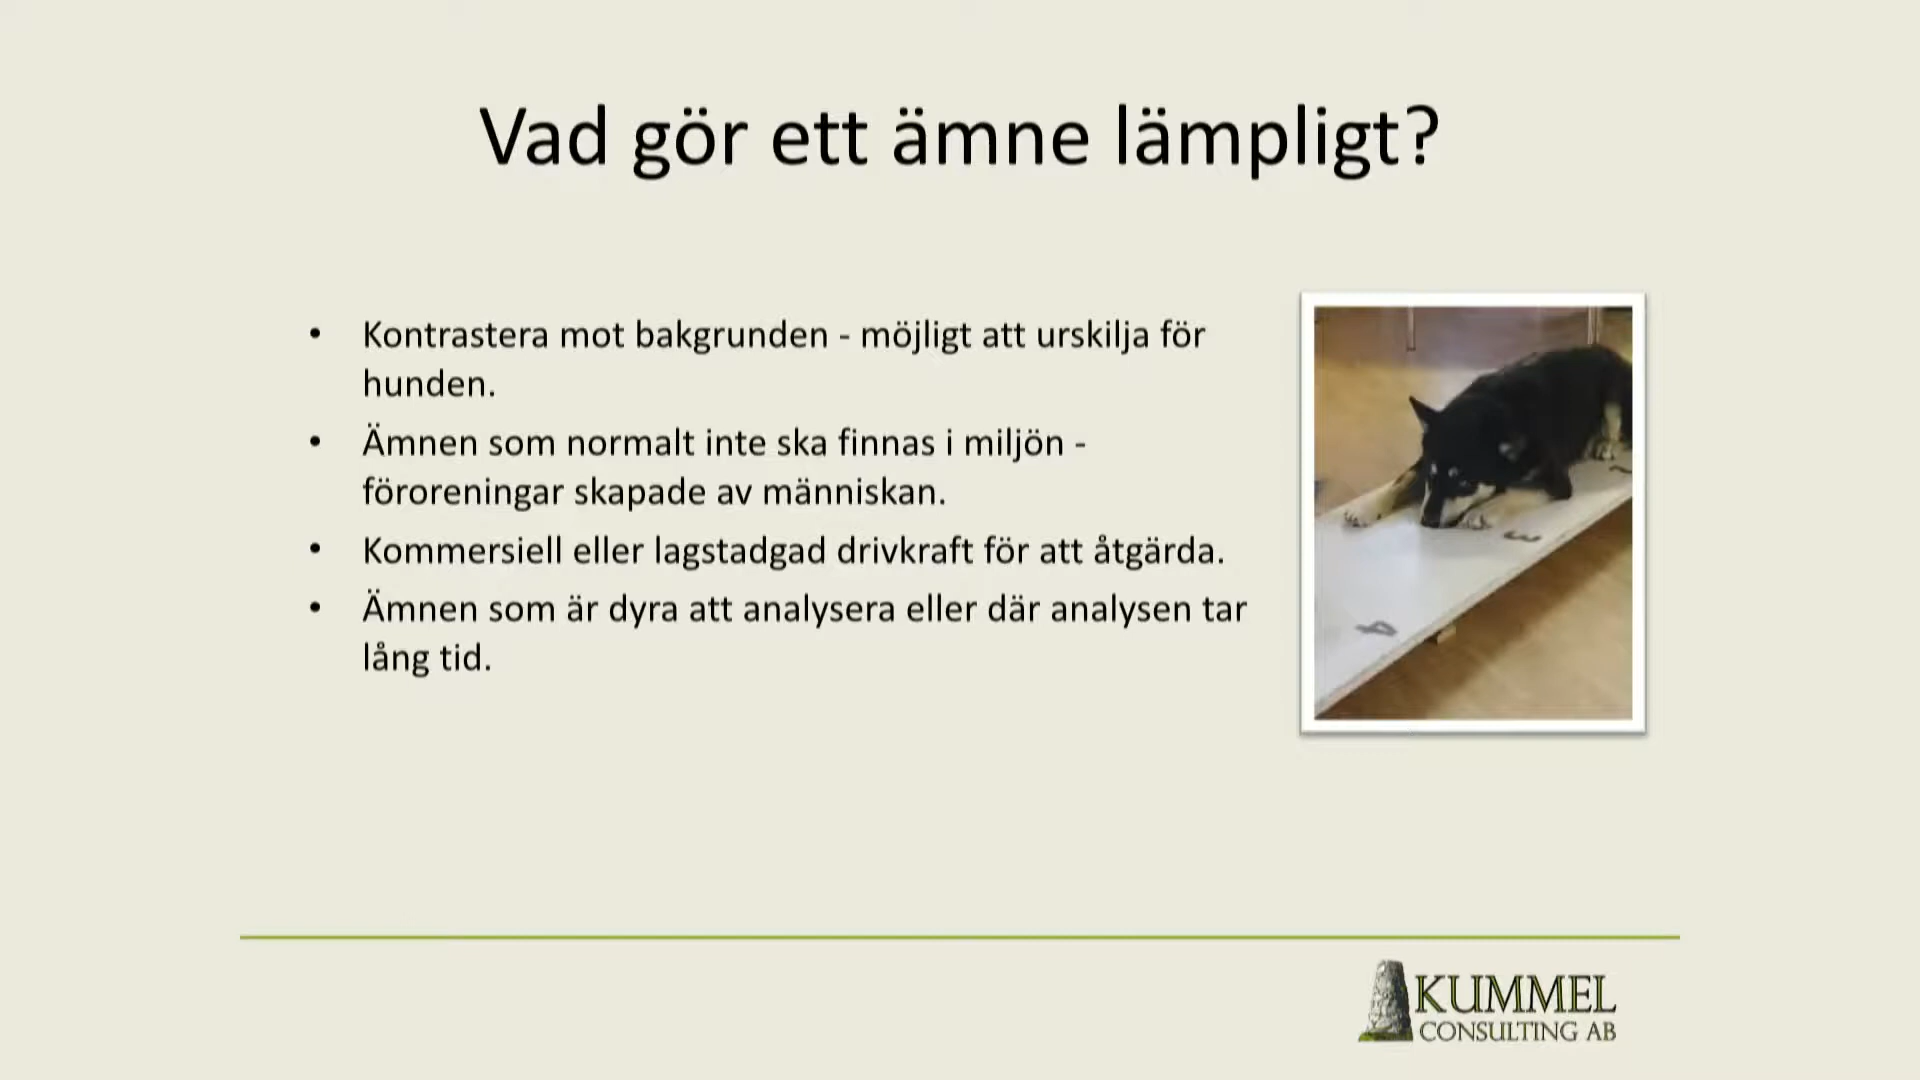 Vad gör ett ämne lämpligt?
• Kontrastera mot bakgrunden - möjligt att urskilja för
hunden.
• Ämnen som normalt inte ska finnas i miljön -
föroreningar skapade av människan.
• Kommersiell eller lagstadgad drivkraft för att åtgärda.
• Ämnen som är dyra att analysera eller där analysen tar
lång tid.
3
4
KUMMEL
CONSULTING AB